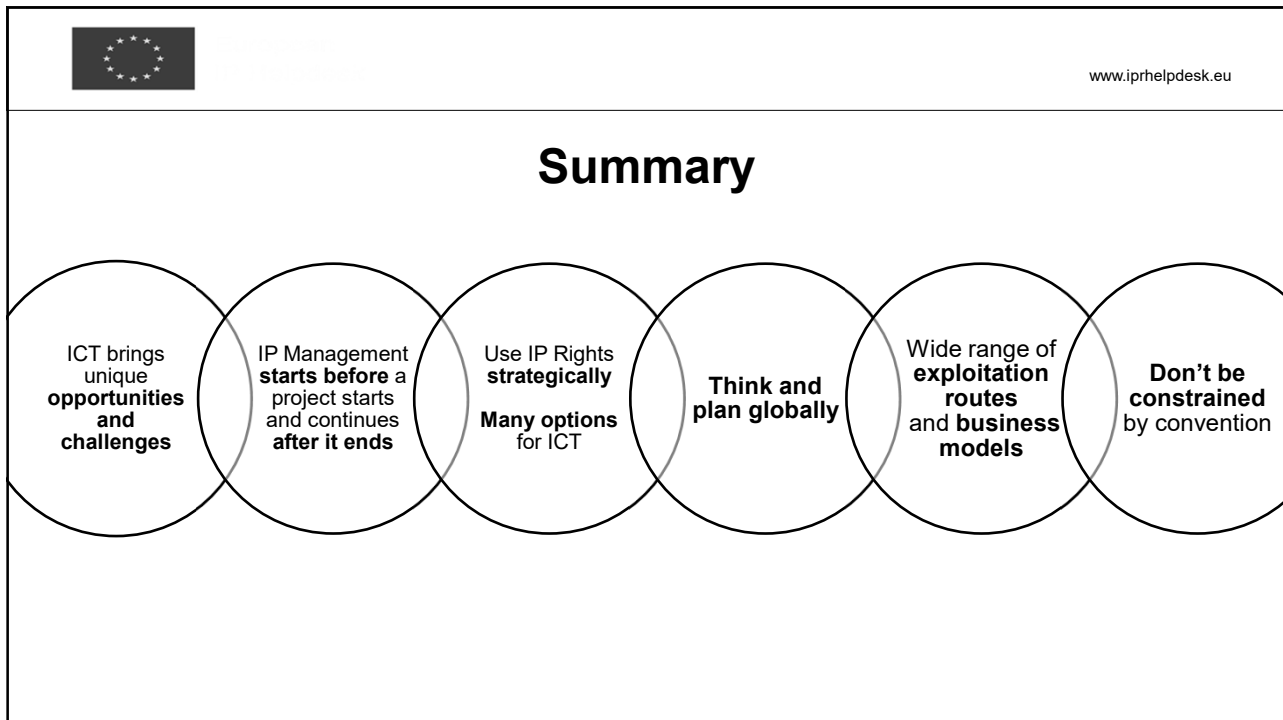 www.iprhelpdesk.eu
Summary
ICT brings
unique
opportunities
and
challenges
IP Management
starts before a
project starts
and continues
after it ends
Use IP Rights
strategically
Many options
for ICT
Think and
plan globally
Wide range of
exploitation
routes
and business
models
Don’t be
constrained
by convention